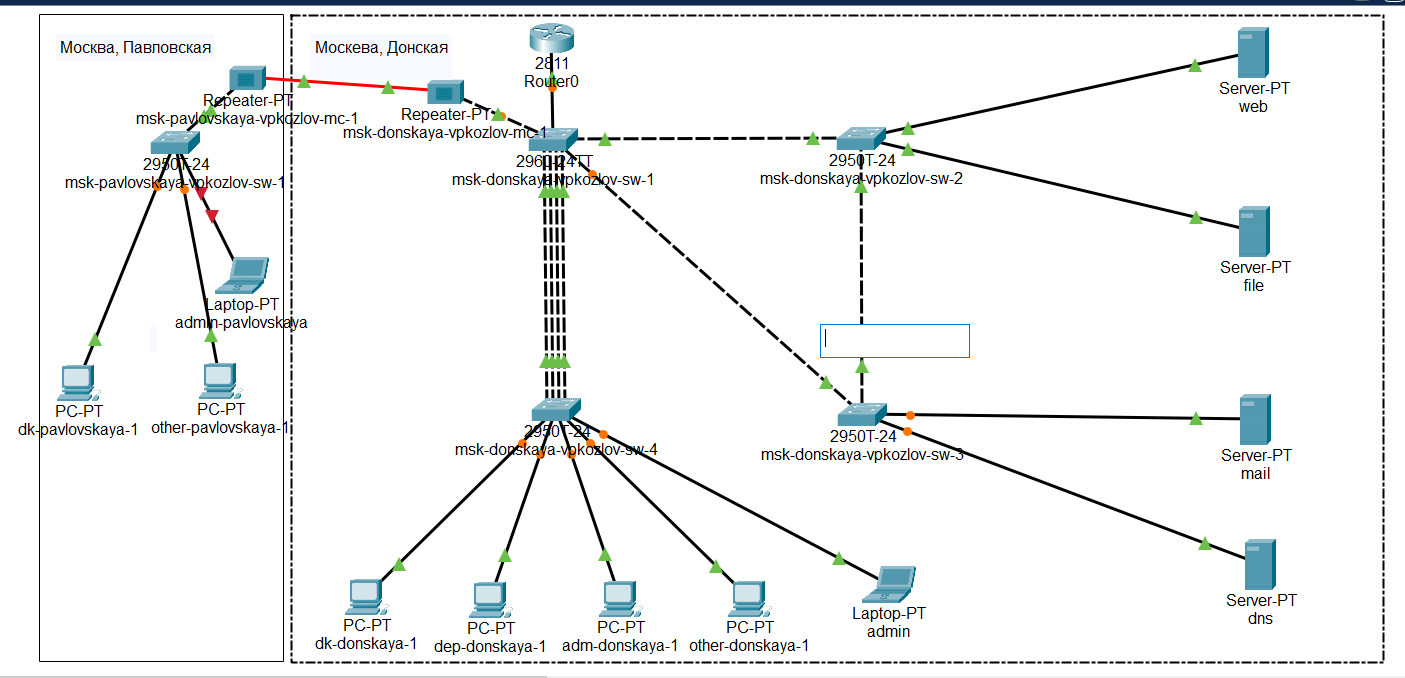 Москва, Павловская
Москева, Донская
2811
Router0
Repeater-PT
msk-pavlovskaya-vpkozlov-mc-1
Repeater-PT
msk-donskaya-vpkozlov-mc-1
2950T-24
msk-pavlovskaya-vpkozlov-sw-1
2960-24TT
msk-donskaya-vpkozlov-sw-1
2950T-24
msk-donskaya-vpkozlov-sw-2
Server-PT
web
Server-PT
file
Laptop-PT
admin-pavlovskaya
PC-PT
dk-pavlovskaya-1
PC-PT
other-pavlovskaya-1
2950T-24
msk-donskaya-vpkozlov-sw-4
2950T-24
msk-donskaya-vpkozlov-sw-3
Server-PT
mail
Server-PT
dns
PC-PT
dk-donskaya-1
PC-PT
dep-donskaya-1
PC-PT
adm-donskaya-1
PC-PT
other-donskaya-1
Laptop-PT
admin